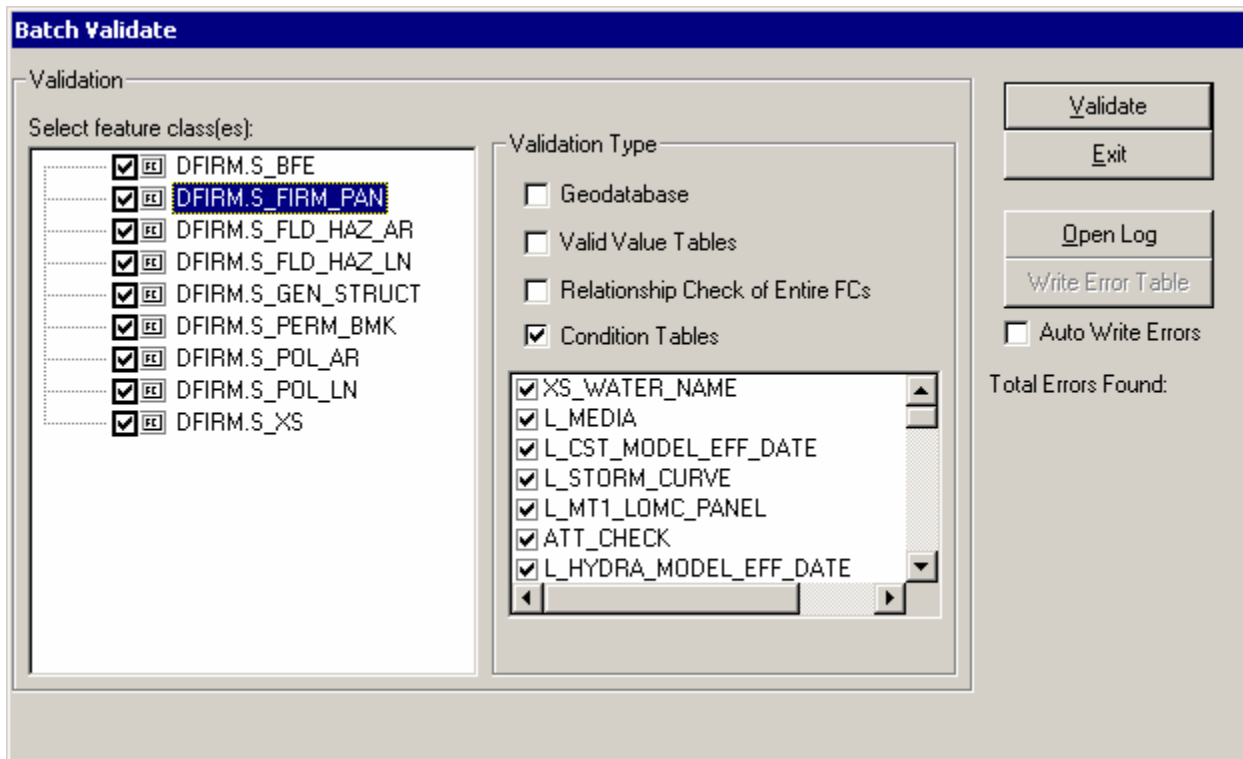 Batch Validate
Validation
Select feature class(es):
DFIRM.S_BFE
DFIRM.S_FIRM_PAN
DFIRM.S_FLD_HAZ_AR
DFIRM.S_FLD_HAZ_LN
DFIRM.S_GEN_STRUCT
DFIRM.S_PERM_BMK
DFIRM.S_POL_AR
DFIRM.S_POL_LN
DFIRM.S_XS
Validation Type
Geodatabase
Valid Value Tables
Relationship Check of Entire FCs
Condition Tables
XS_WATER_NAME
L_MEDIA
L_CST_MODEL_EFF_DATE
L_STORM_CURVE
L_MT1_LOMC_PANEL
ATT_CHECK
L_HYDRA_MODEL_EFF_DATE
Validate
Exit
Open Log
Write Error Table
Auto Write Errors
Total Errors Found: